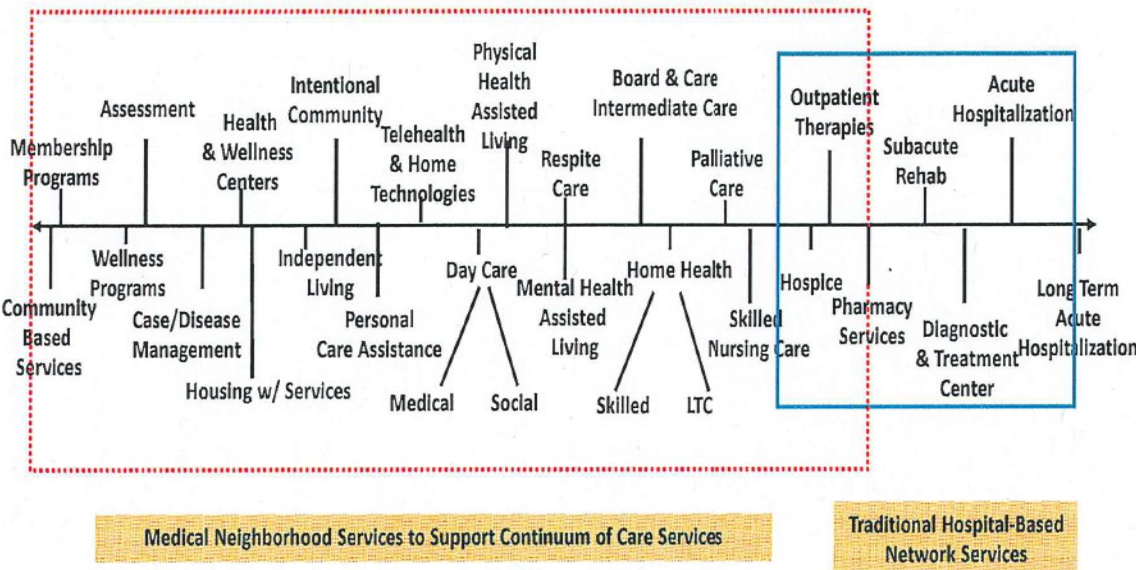 Membership
Programs
Assessment
Health
& Wellness
Centers
Intentional
Community
Telehealth
& Home
Technologies
Physical
Health
Assisted
Living
Respite
Care
Board & Care
Intermediate Care
Palliative
Care
Outpatient
Therapies
Subacute
Rehab
Acute
Hospitalization
Community
Based
Services
Wellness
Programs
Case/Disease
Management
Housing w/ Services
Independent
Living
Personal
Care Assistance
Day Care
Medical
Social
Mental Health
Assisted
Living
Home Health
Skilled
LTC
Skilled
Nursing Care
Hospice
Pharmacy
Services
Diagnostic
& Treatment
Center
Long Term
Acute
Hospitalization
Medical Neighborhood Services to Support Continuum of Care Services
Traditional Hospital-Based
Network Services